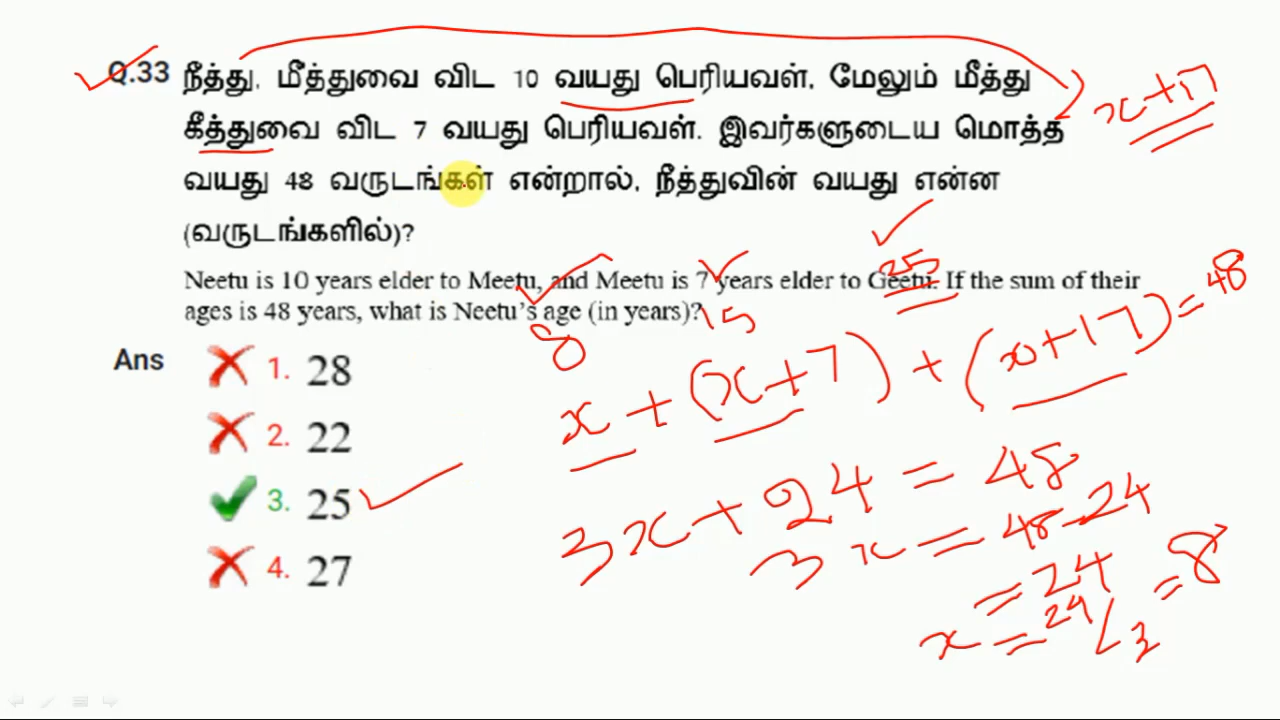 Q.33 நீத்து, மீத்துவை விட 10 வயது பெரியவள், மேலும் மீத்து
கீத்துவை விட 7 வயது பெரியவள். இவர்களுடைய மொத்த
வயது 48 வருடங்கள் என்றால், நீத்துவின் வயது என்ன
(வருடங்களில்)?
Neetu is 10 years elder to Meetu, and Meetu is 7 years elder to Geetu. If the sum of their
ages is 48 years, what is Neetu's age (in years)?
Ans
1. 28
2. 22
3. 25
4. 27
x+17
25
8 15
x + (x+7) + (x+17) = 48
3x + 24 = 48
3x = 48-24
= 24
x = 24/3 = 8